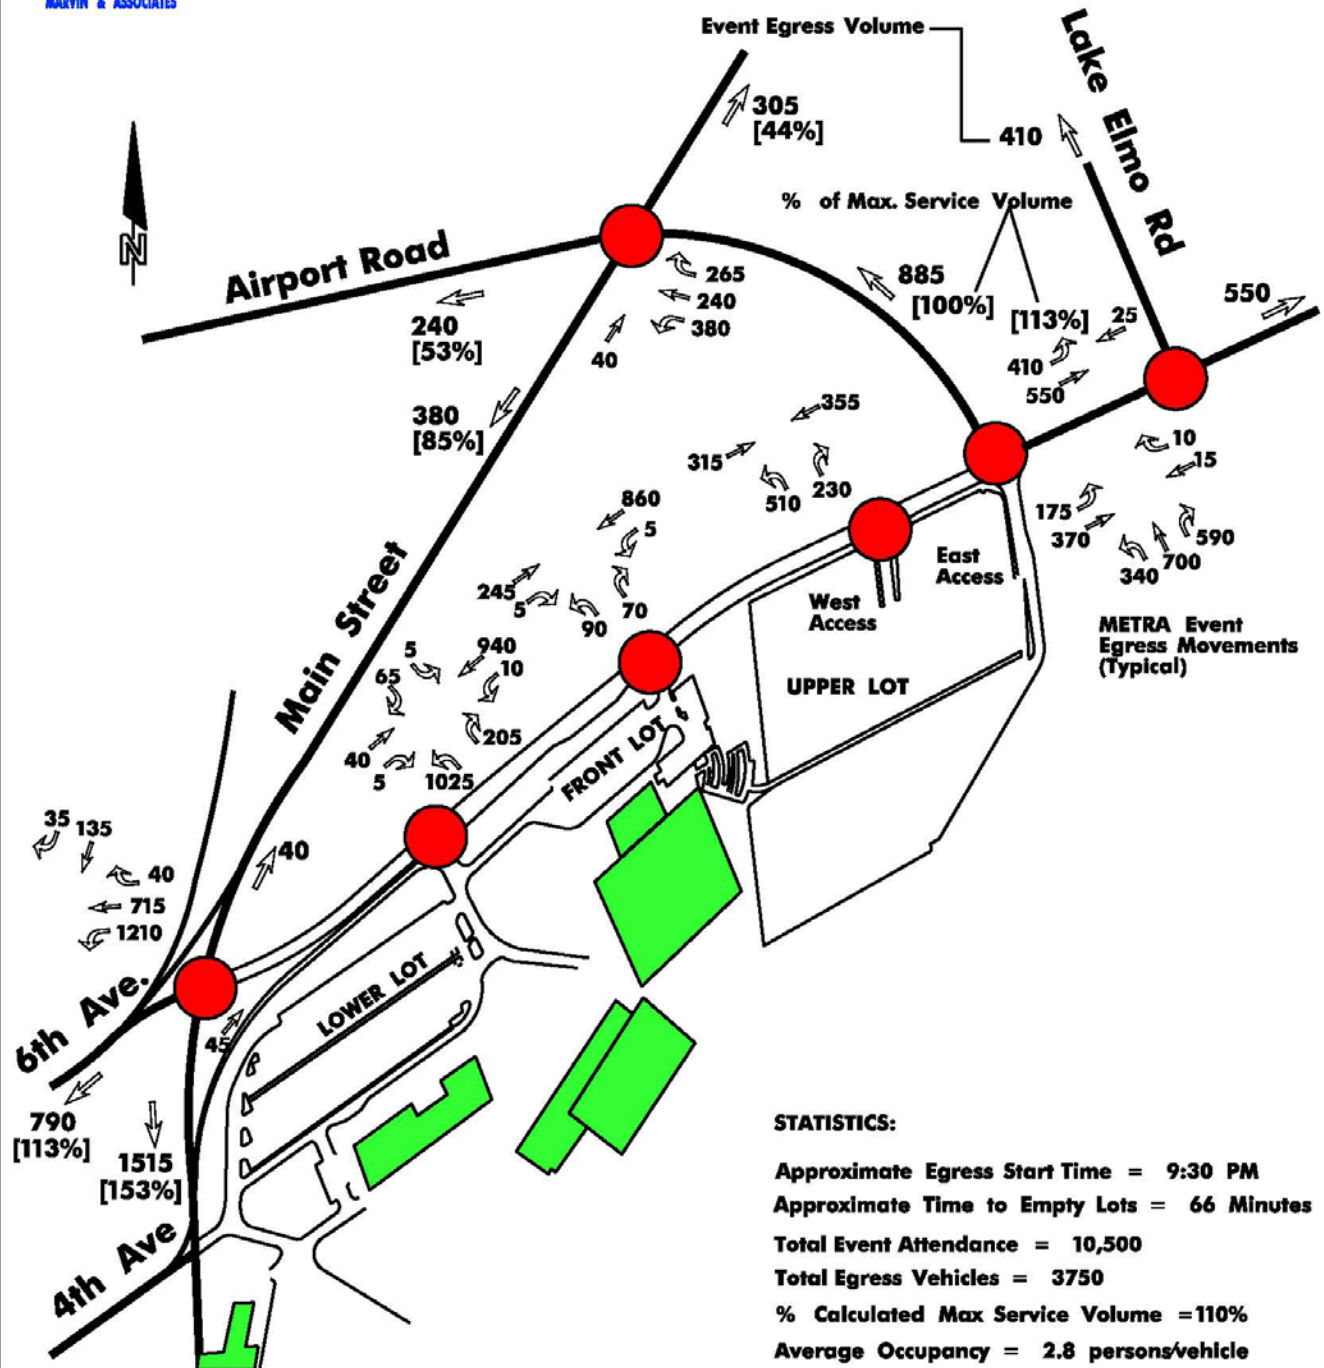 MARVIN & ASSOCIATES
Event Egress Volume
Lake Elmo Rd
305
[44%]
410
% of Max. Service Volume
N
Airport Road
265
240
380
40
885
[100%]
[113%]
25
550
240
[53%]
410
550
380
[85%]
355
315
510
230
10
15
175
370
590
700
340
860
5
245
5
90
70
East
Access
West
Access
METRA Event
Egress Movements
(Typical)
UPPER LOT
Main Street
5
940
10
65
205
40
5
1025
FRONT LOT
35
135
40
715
1210
40
LOWER LOT
6th Ave.
45
790
[113%]
1515
[153%]
4th Ave
STATISTICS:
Approximate Egress Start Time = 9:30 PM
Approximate Time to Empty Lots = 66 Minutes
Total Event Attendance = 10,500
Total Egress Vehicles = 3750
% Calculated Max Service Volume =110%
Average Occupancy = 2.8 persons/vehicle